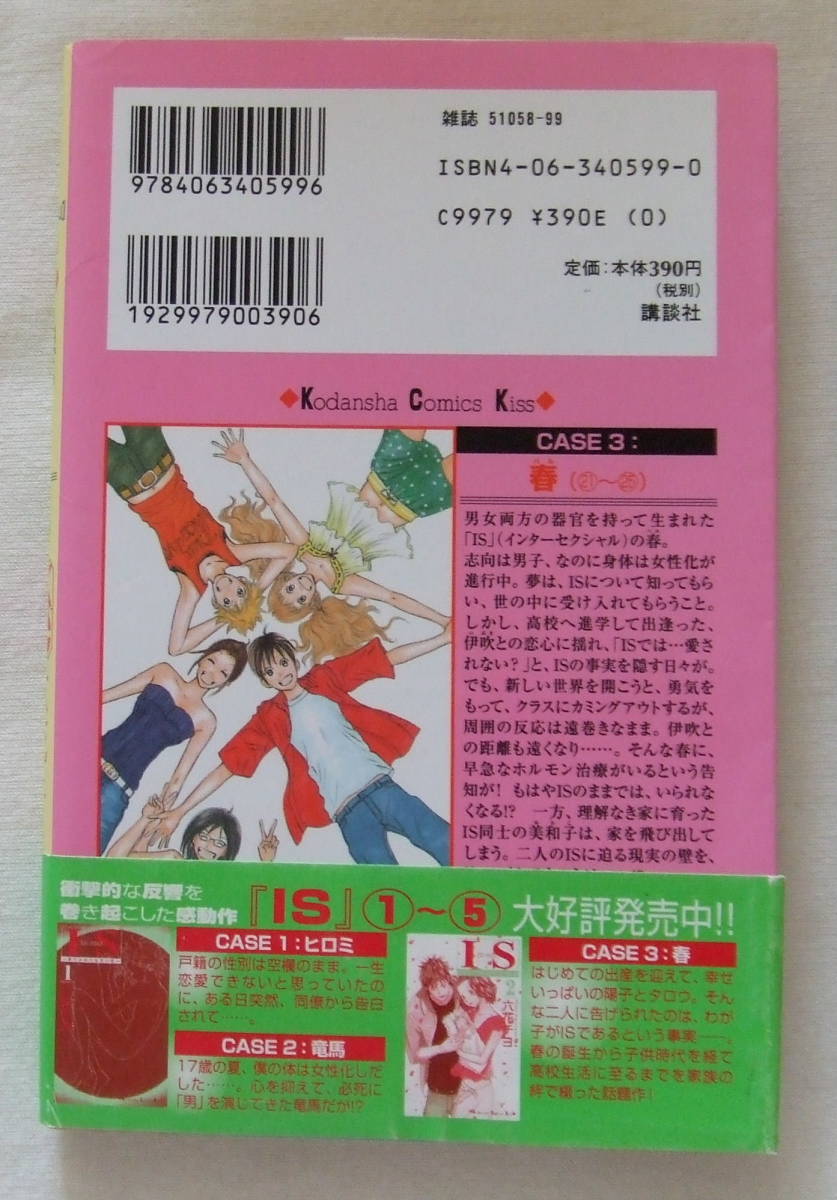 9784063405996
1929979003906
雑誌 51058-99
ISBN4-06-340599-0
C9979 ¥390E (0)
定価:本体390円
(税別)
講談社
◆Kodansha Comics Kiss◆
CASE 3:
春(㉑〜㉕)
男女両方の器官を持って生まれた
「IS」(インターセクシャル)の春。
志向は男子、なのに身体は女性化が
進行中。夢は、ISについて知ってもら
い、世の中に受け入れてもらうこと。
しかし、高校へ進学して出逢った、
伊吹との恋心に揺れ、「ISでは…愛さ
れない?」と、ISの事実を隠す日々が。
でも、新しい世界を開こうと、勇気を
もって、クラスにカミングアウトするが、
周囲の反応は遠巻きなまま。伊吹と
の距離も遠くなり……。そんな春に、
早急なホルモン治療がいるという告
知が! もはやISのままでは、いられな
くなる!? 一方、理解なき家に育った
IS同士の美和子は、家を飛び出して
しまう。二人のISに迫る現実の壁を、
衝撃的な反響を
巻き起こした感動作
『IS』①〜⑤ 大好評発売中!!
CASE 1:ヒロミ
戸籍の性別は空欄のまま。一生
恋愛できないと思っていたの
に、ある日突然、同僚から告白
されて……。
CASE 2:竜馬
17歳の夏、僕の体は女性化しだ
した……。心を抑えて、必死に
「男」を演じてきた竜馬だが!?
1
IS
2
六花チヨ
CASE 3:春
はじめての出産を迎えて、幸せ
いっぱいの陽子とタロウ。そん
な二人に告げられたのは、わが
子がISであるという事実――。
春の誕生から子供時代を経て
高校生活に至るまでを家族の
絆で綴った話題作!